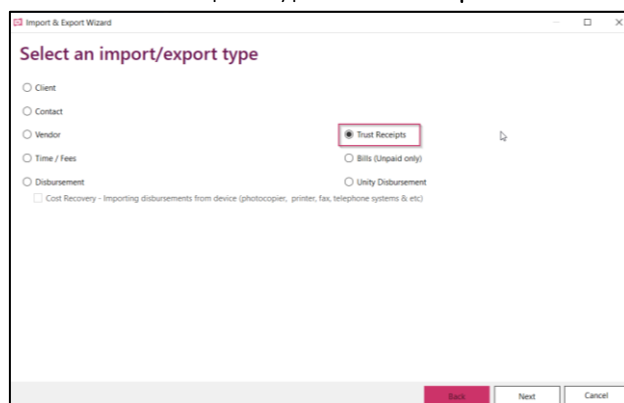 Import & Export Wizard
Select an import/export type
Client
Contact
Vendor
Trust Receipts
Time / Fees
Bills (Unpaid only)
Disbursement
Unity Disbursement
Cost Recovery - Importing disbursements from device (photocopier, printer, fax, telephone systems & etc)
Back Next Cancel